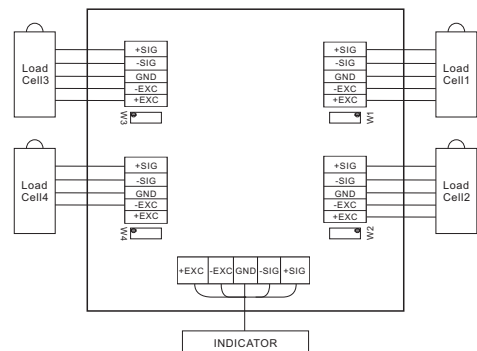 Load
Cell3
+SIG
-SIG
GND
-EXC
+EXC
W3
+SIG
-SIG
GND
-EXC
+EXC
W1
Load
Cell1
Load
Cell4
+SIG
-SIG
GND
-EXC
+EXC
W4
+SIG
-SIG
GND
-EXC
+EXC
W2
Load
Cell2
+EXC -EXC GND -SIG +SIG
INDICATOR